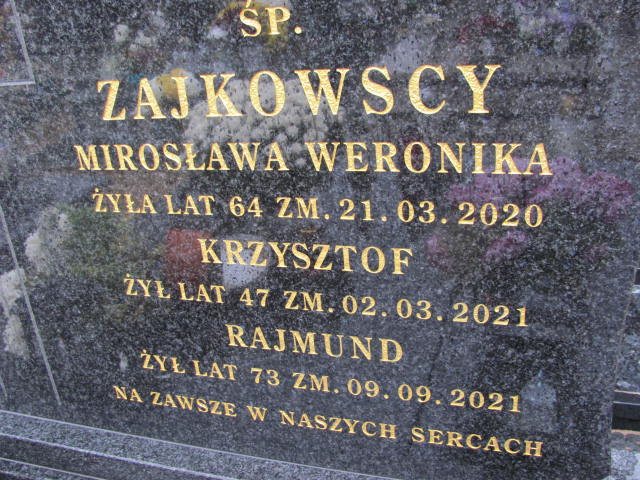 ŚP.
ZAJKOWSCY
MIROSŁAWA WERONIKA
ŻYŁA LAT 64 ZM. 21.03.2020
KRZYSZTOF
ŻYŁ LAT 47 ZM. 02.03.2021
RAJMUND
ŻYŁ LAT 73 ZM. 09.09.2021
NA ZAWSZE W NASZYCH SERCACH